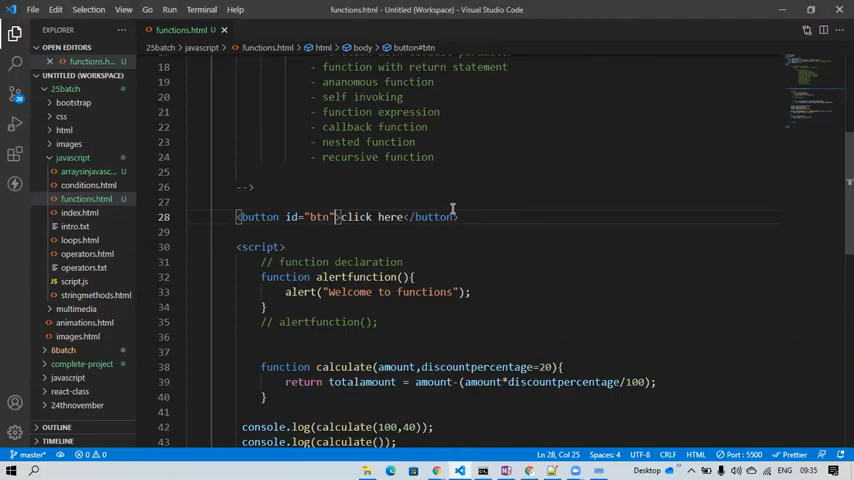 File Edit Selection View Go Run Terminal Help functions.html - Untitled (Workspace) - Visual Studio Code
EXPLORER
functions.html U
25batch > javascript > functions.html > html > body > button#btn
OPEN EDITORS
functions.h... U
UNTITLED (WORKSPACE)
25batch
bootstrap
css
html
images
javascript
arraysinjavasc...
conditions.html U
functions.html U
index.html U
intro.txt U
loops.html U
operators.html U
operators.txt U
script.js U
stringmethods.html U
multimedia
animations.html U
images.html U
8batch
complete-project
javascript
react-class
24thnovember
OUTLINE
TIMELINE
18 - function with return statement
19 - ananomous function
20 - self invoking
21 - function expression
22 - callback function
23 - nested function
24 - recursive function
25
26 -->
27
28 <button id="btn">click here</button>
29
30 <script>
31 // function declaration
32 function alertfunction(){
33 alert("Welcome to functions");
34 }
35 // alertfunction();
36
37
38 function calculate(amount,discountpercentage=20){
39 return totalamount = amount-(amount*discountpercentage/100);
40 }
41
42 console.log(calculate(100,40));
43 console.log(calculate());
20
master* 0 0 Ln 28, Col 25 Spaces: 4 UTF-8 CRLF HTML Port : 5500 Prettier
Desktop ENG 09:35